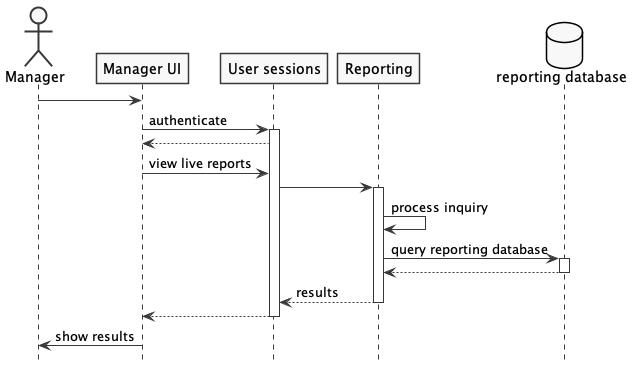 Manager
Manager UI
User sessions
Reporting
reporting database
authenticate
view live reports
process inquiry
query reporting database
results
show results